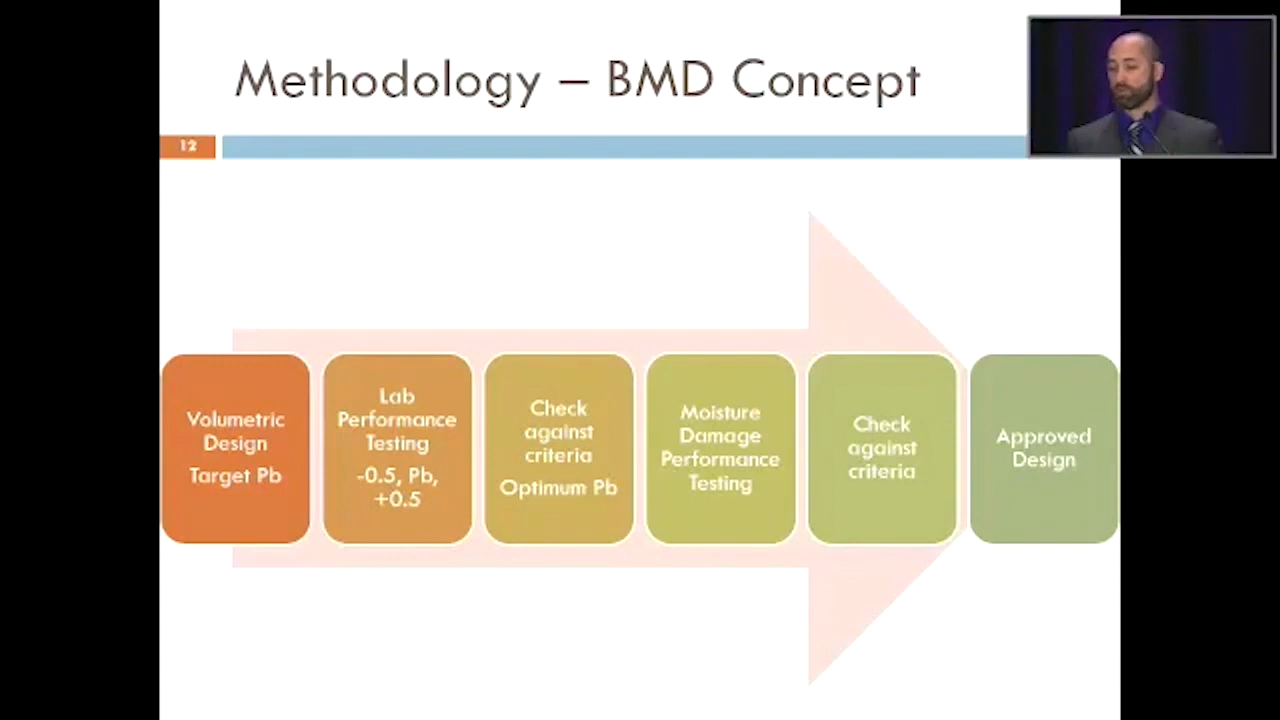 Methodology – BMD Concept
12
Volumetric
Design
Target Pb
Lab
Performance
Testing
-0.5, Pb,
+0.5
Check
against
criteria
Optimum Pb
Moisture
Damage
Performance
Testing
Check
against
criteria
Approved
Design